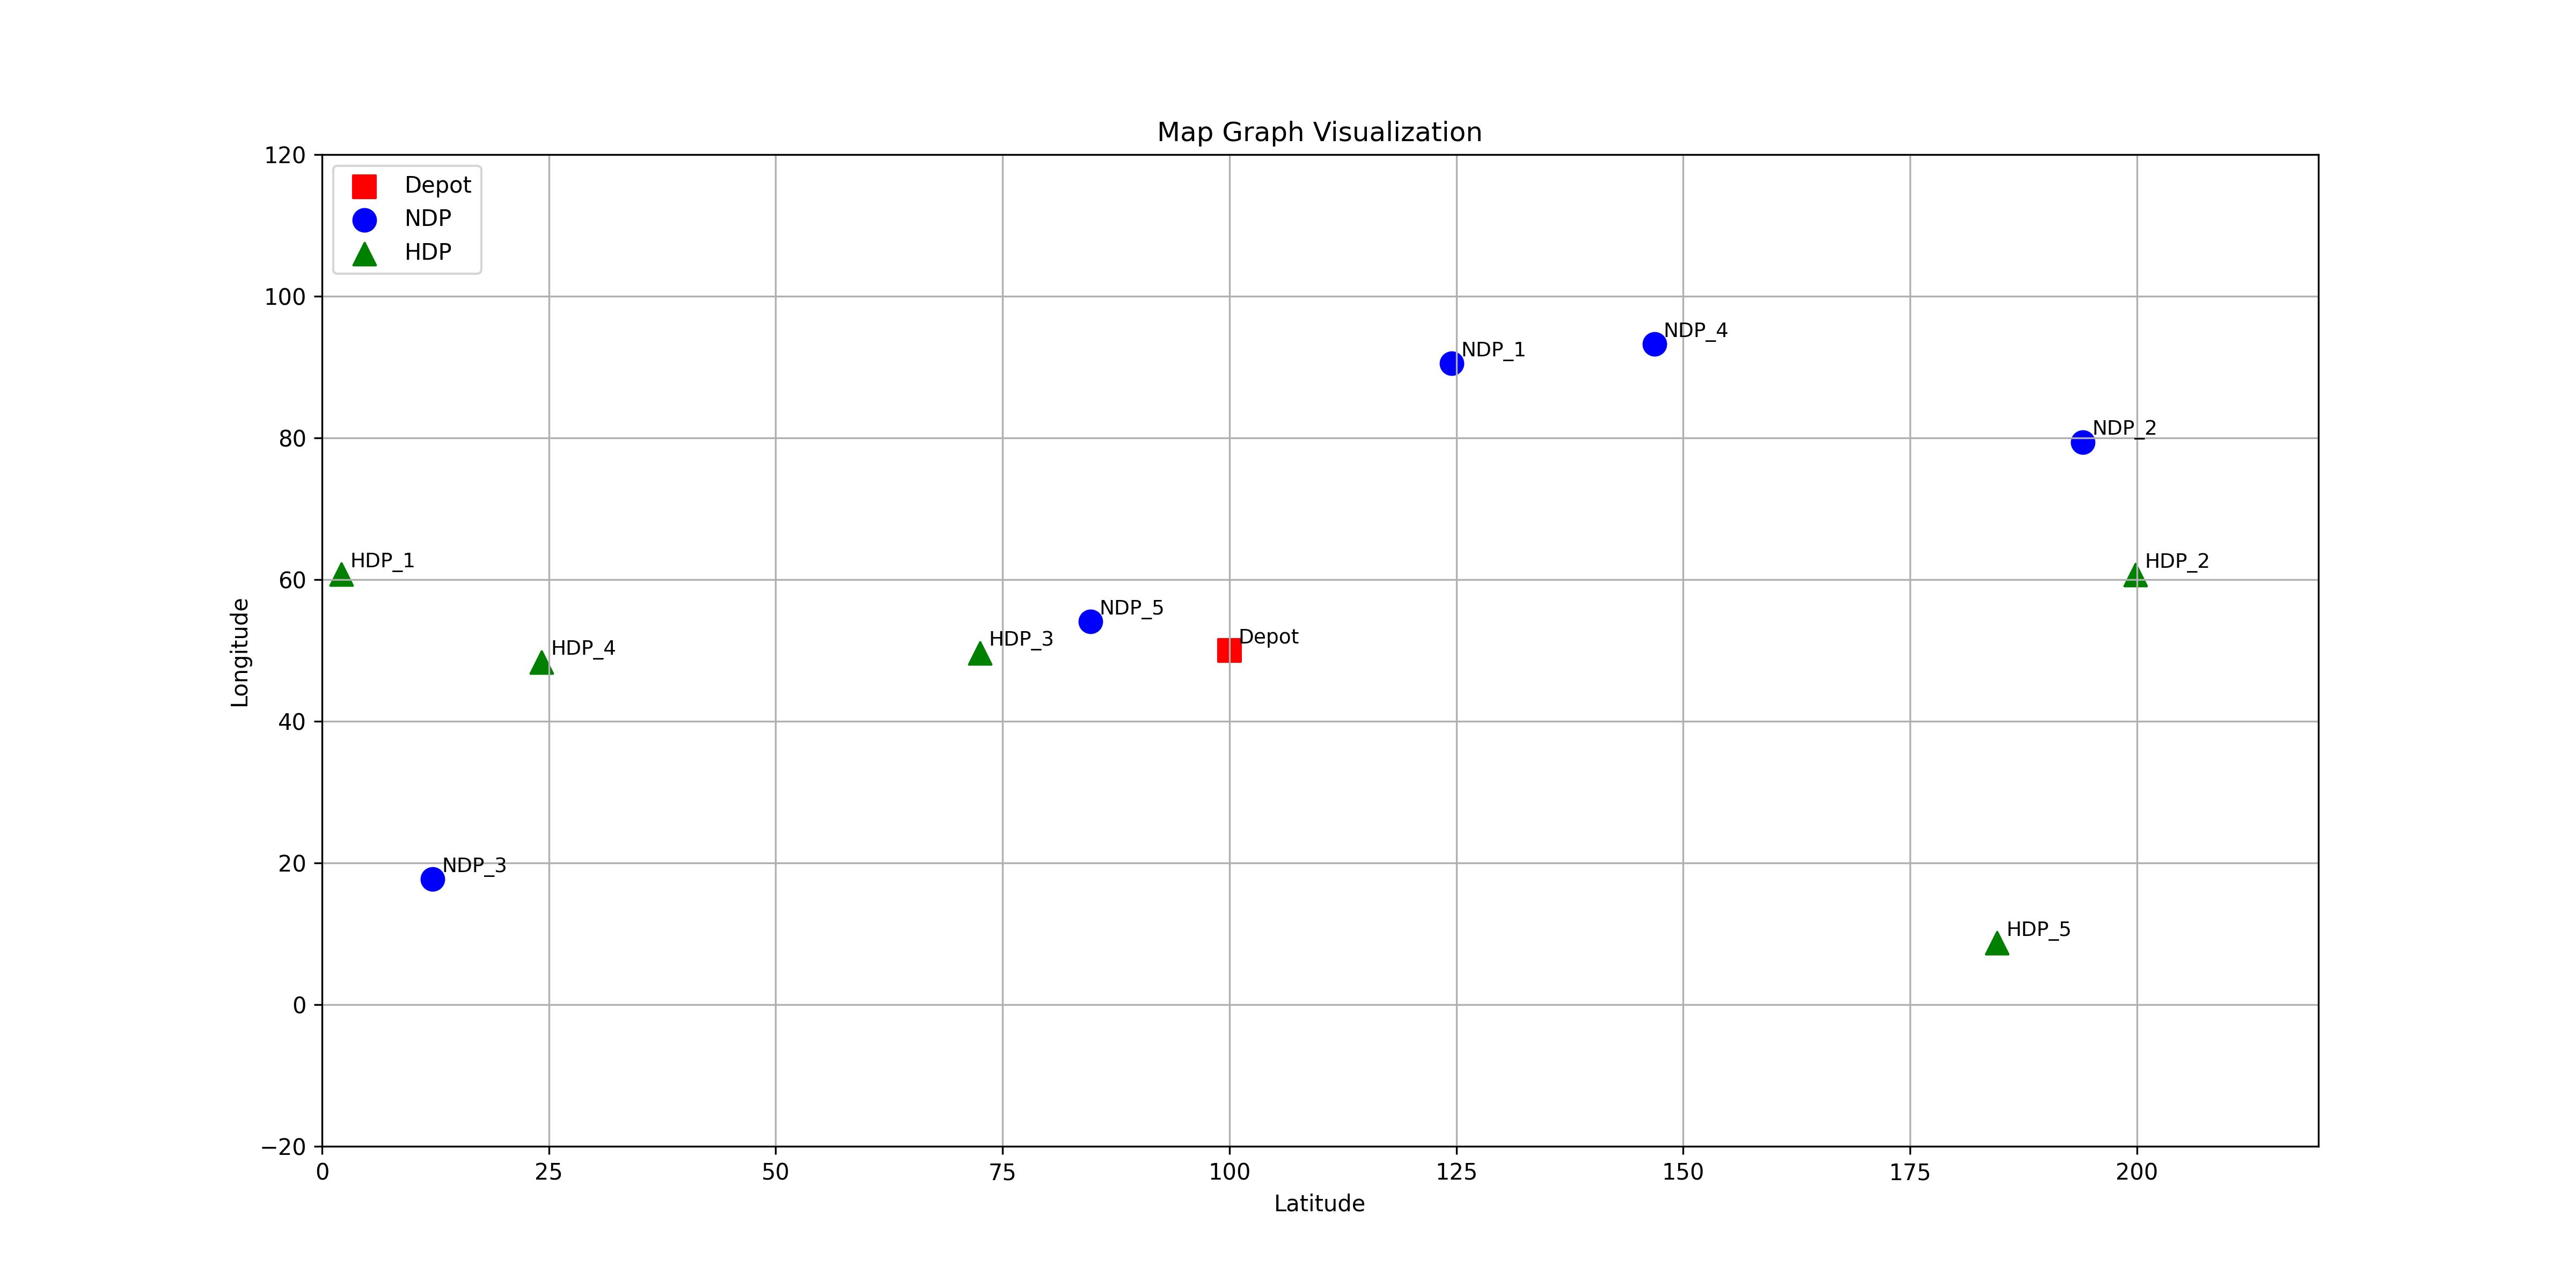 Map Graph Visualization
120
100
80
60
40
20
0
−20
Longitude
Depot
NDP
HDP
NDP_4
NDP_1
NDP_2
HDP_1
HDP_2
NDP_5
Depot
HDP_3
HDP_4
NDP_3
HDP_5
0 25 50 75 100 125 150 175 200
Latitude